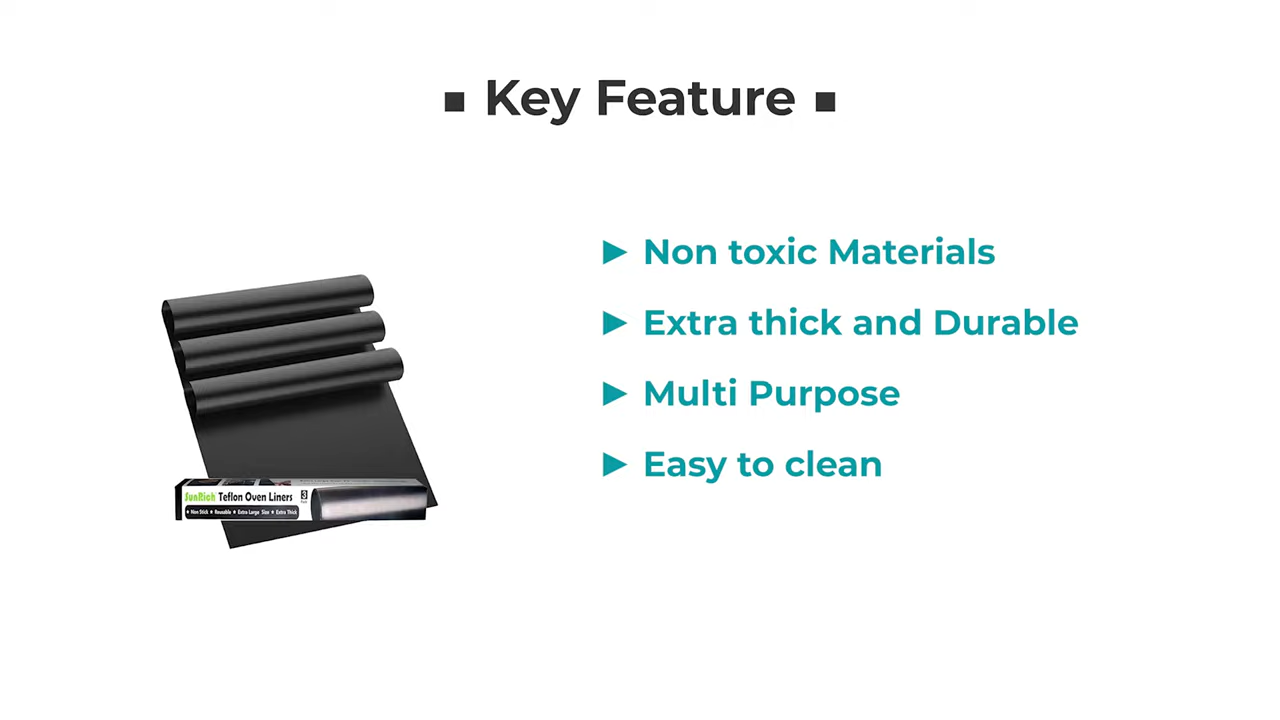 ■ Key Feature ■
► Non toxic Materials
► Extra thick and Durable
► Multi Purpose
► Easy to clean
SunRich Teflon Oven Liners 3
★ Non Stick ★ Reusable ★ Extra Large Size ★ Extra Thick